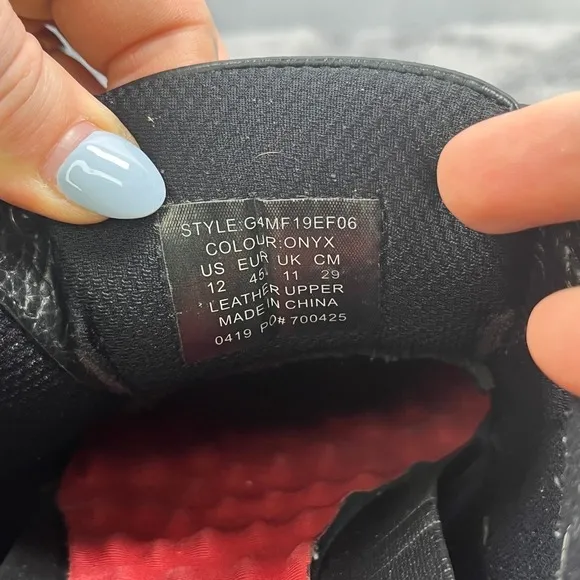 STYLE:G4MF19EF06
COLOUR:ONYX
US EUR UK CM
12 45 11 29
LEATHER UPPER
MADE IN CHINA
0419 PO# 700425